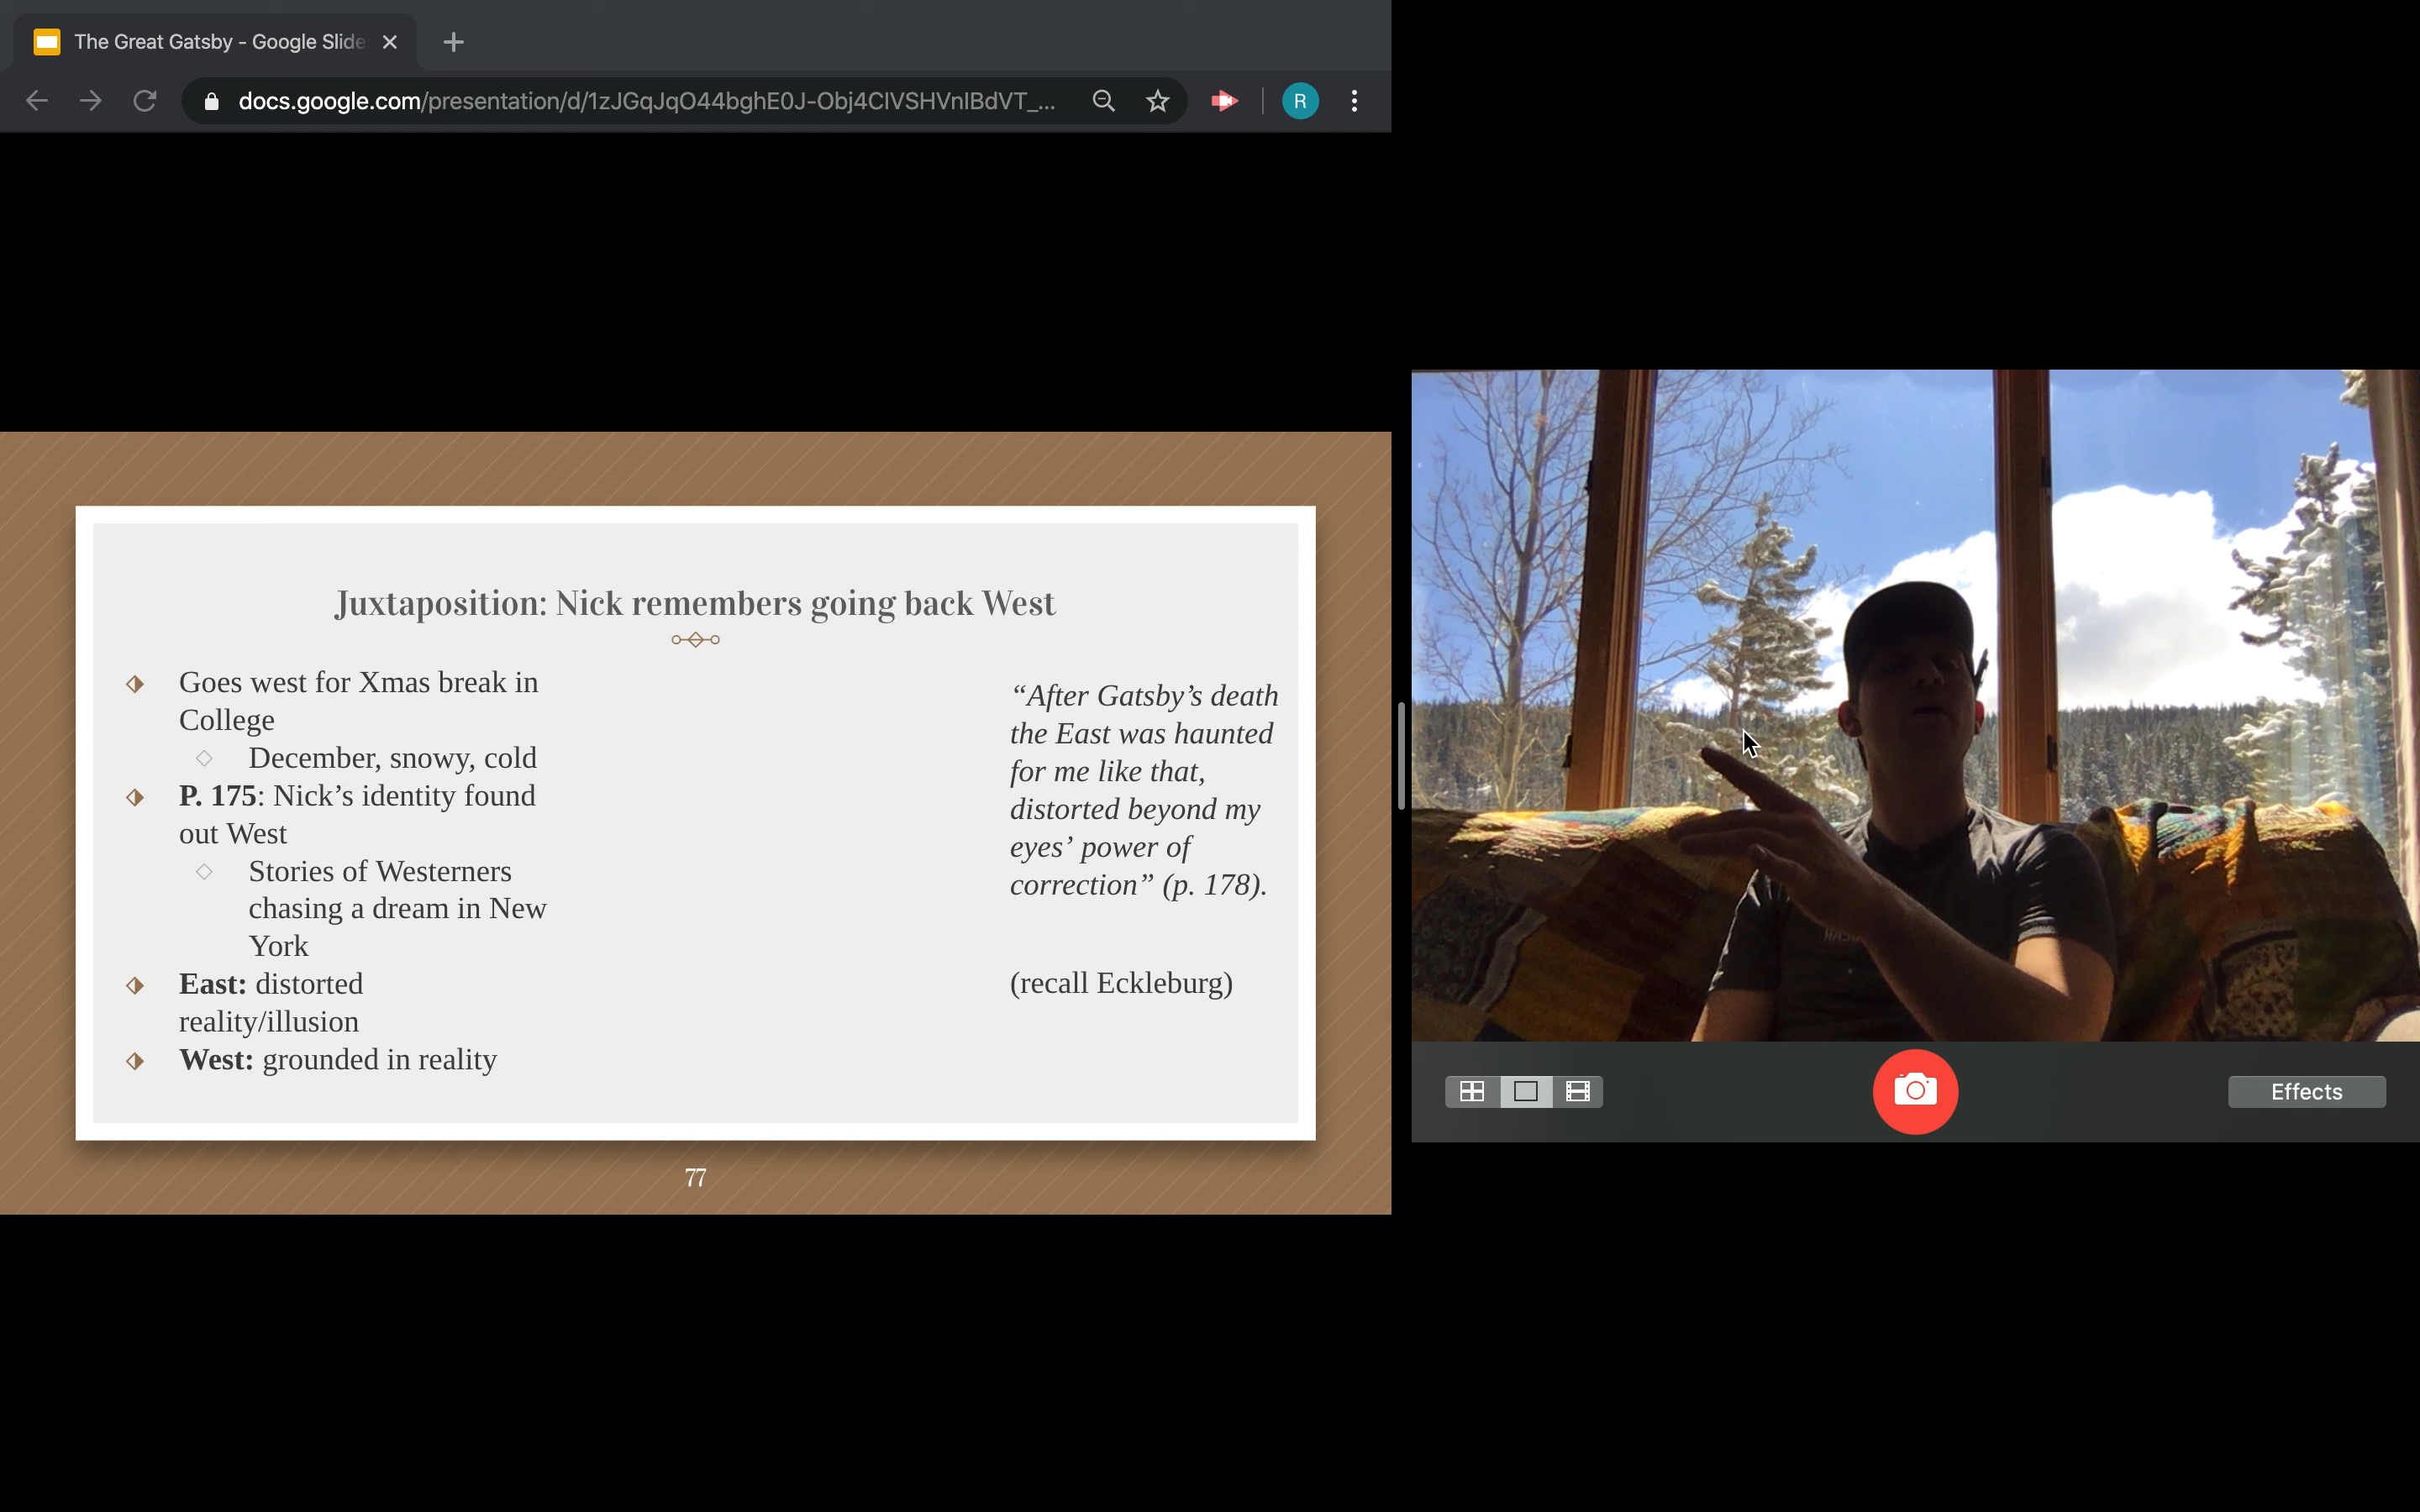 The Great Gatsby - Google Slide
docs.google.com/presentation/d/1zJGqJqO44bghE0J-Obj4CIVSHVnIBdVT_...
R
Juxtaposition: Nick remembers going back West
Goes west for Xmas break in
College
December, snowy, cold
P. 175: Nick’s identity found
out West
Stories of Westerners
chasing a dream in New
York
East: distorted
reality/illusion
West: grounded in reality
“After Gatsby’s death
the East was haunted
for me like that,
distorted beyond my
eyes’ power of
correction” (p. 178).
(recall Eckleburg)
77
Effects